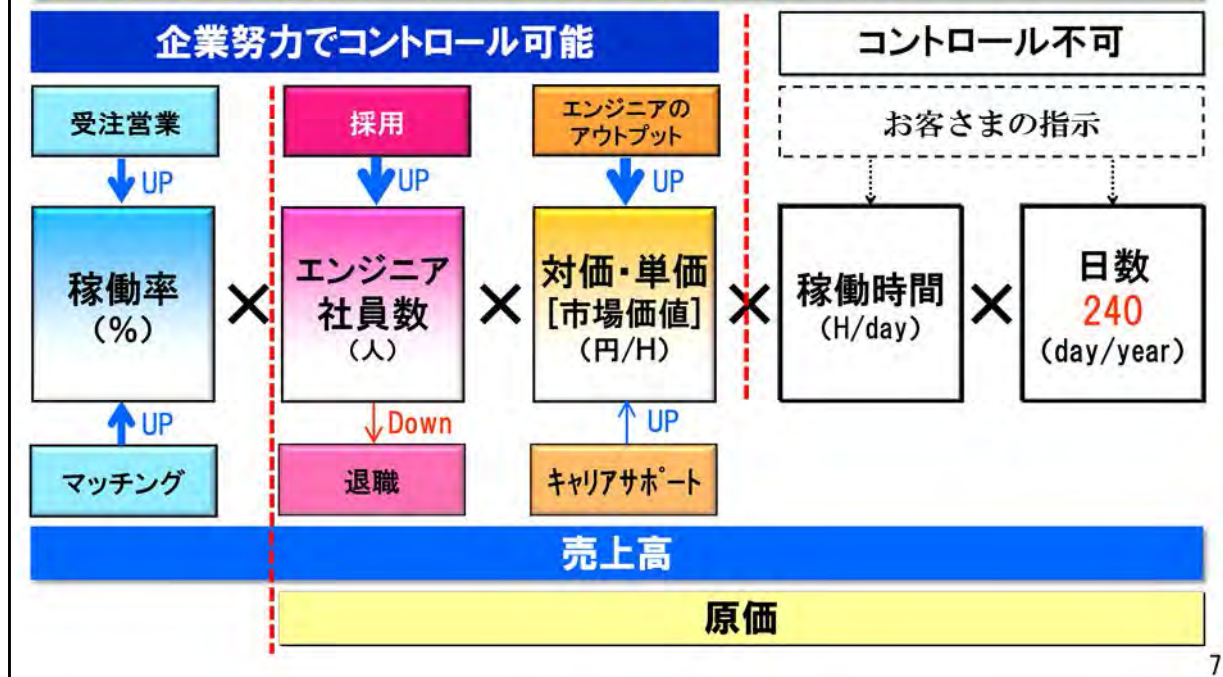 企業努力でコントロール可能
コントロール不可
受注営業
採用
エンジニアの
アウトプット
お客さまの指示
UP
UP
UP
稼働率
(%)
×
エンジニア
社員数
(人)
×
対価・単価
[市場価値]
(円/H)
×
稼働時間
(H/day)
×
日数
240
(day/year)
UP
Down
UP
マッチング
退職
キャリアサポート
売上高
原価
7